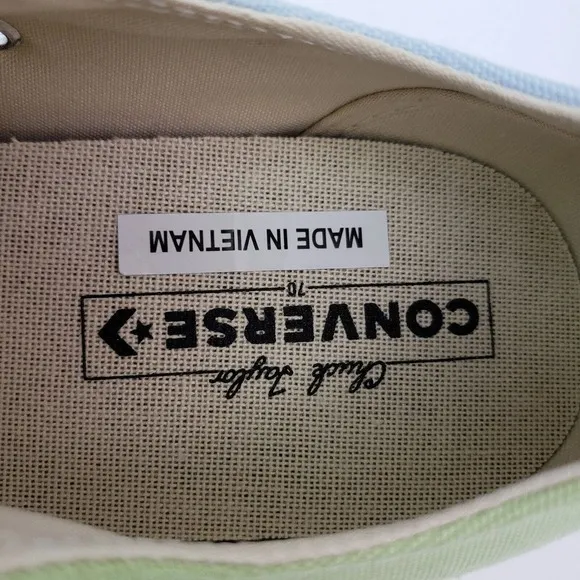 Chuck Taylor
CONVERSE
70
MADE IN VIETNAM